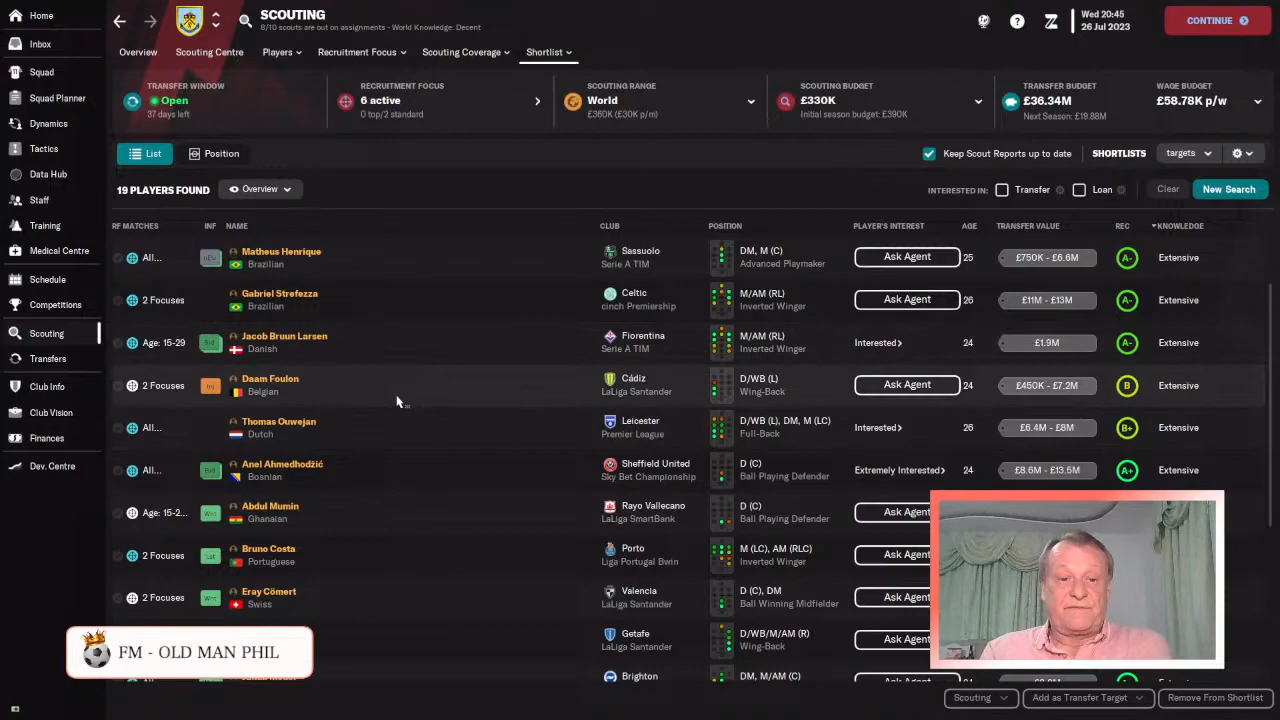 Home
SCOUTING
8/10 scouts are out on assignments - World Knowledge: Decent
Wed 20:45
26 Jul 2023
CONTINUE
Inbox
Squad
Squad Planner
Dynamics
Tactics
Data Hub
Staff
Training
Medical Centre
Schedule
Competitions
Scouting
Transfers
Club Info
Club Vision
Finances
Dev. Centre
Overview
Scouting Centre
Players
Recruitment Focus
Scouting Coverage
Shortlist
TRANSFER WINDOW
Open
37 days left
RECRUITMENT FOCUS
6 active
0 top/2 standard
SCOUTING RANGE
World
£360K (£30K p/m)
SCOUTING BUDGET
£330K
Initial season budget: £390K
TRANSFER BUDGET
£36.34M
Next Season: £19.88M
WAGE BUDGET
£58.78K p/w
List
Position
Keep Scout Reports up to date
SHORTLISTS
targets
19 PLAYERS FOUND
Overview
INTERESTED IN:
Transfer
Loan
Clear
New Search
RF MATCHES INF NAME CLUB POSITION PLAYER'S INTEREST AGE TRANSFER VALUE REC KNOWLEDGE
All... Matheus Henrique Sassuolo DM, M (C) Ask Agent 25 £750K - £6.6M A- Extensive
Brazilian Serie A TIM Advanced Playmaker
2 Focuses Gabriel Strefezza Celtic M/AM (RL) Ask Agent 26 £11M - £13M A- Extensive
Brazilian cinch Premiership Inverted Winger
Age: 15-29 Bid Jacob Bruun Larsen Fiorentina M/AM (RL) Interested 24 £1.9M A- Extensive
Danish Serie A TIM Inverted Winger
2 Focuses Inj Daam Foulon Cádiz D/WB (L) Ask Agent 24 £450K - £7.2M B Extensive
Belgian LaLiga Santander Wing-Back
All... Thomas Ouwejan Leicester D/WB (L), DM, M (LC) Interested 26 £6.4M - £8M B+ Extensive
Dutch Premier League Full-Back
All... Bid Anel Ahmedhodžić Sheffield United D (C) Extremely Interested 24 £8.6M - £13.5M A+ Extensive
Bosnian Sky Bet Championship Ball Playing Defender
Age: 15-2... Wnt Abdul Mumin Rayo Vallecano D (C) Ask Agent
Ghanaian LaLiga SmartBank Ball Playing Defender
2 Focuses Lst Bruno Costa Porto M (LC), AM (RLC) Ask Agent
Portuguese Liga Portugal Bwin Inverted Winger
2 Focuses Wnt Eray Cömert Valencia D (C), DM Ask Agent
Swiss LaLiga Santander Ball Winning Midfielder
Getafe D/WB/M/AM (R) Ask Agent
LaLiga Santander Wing-Back
Brighton DM, M/AM (C)
FM - OLD MAN PHIL
Scouting
Add as Transfer Target
Remove From Shortlist